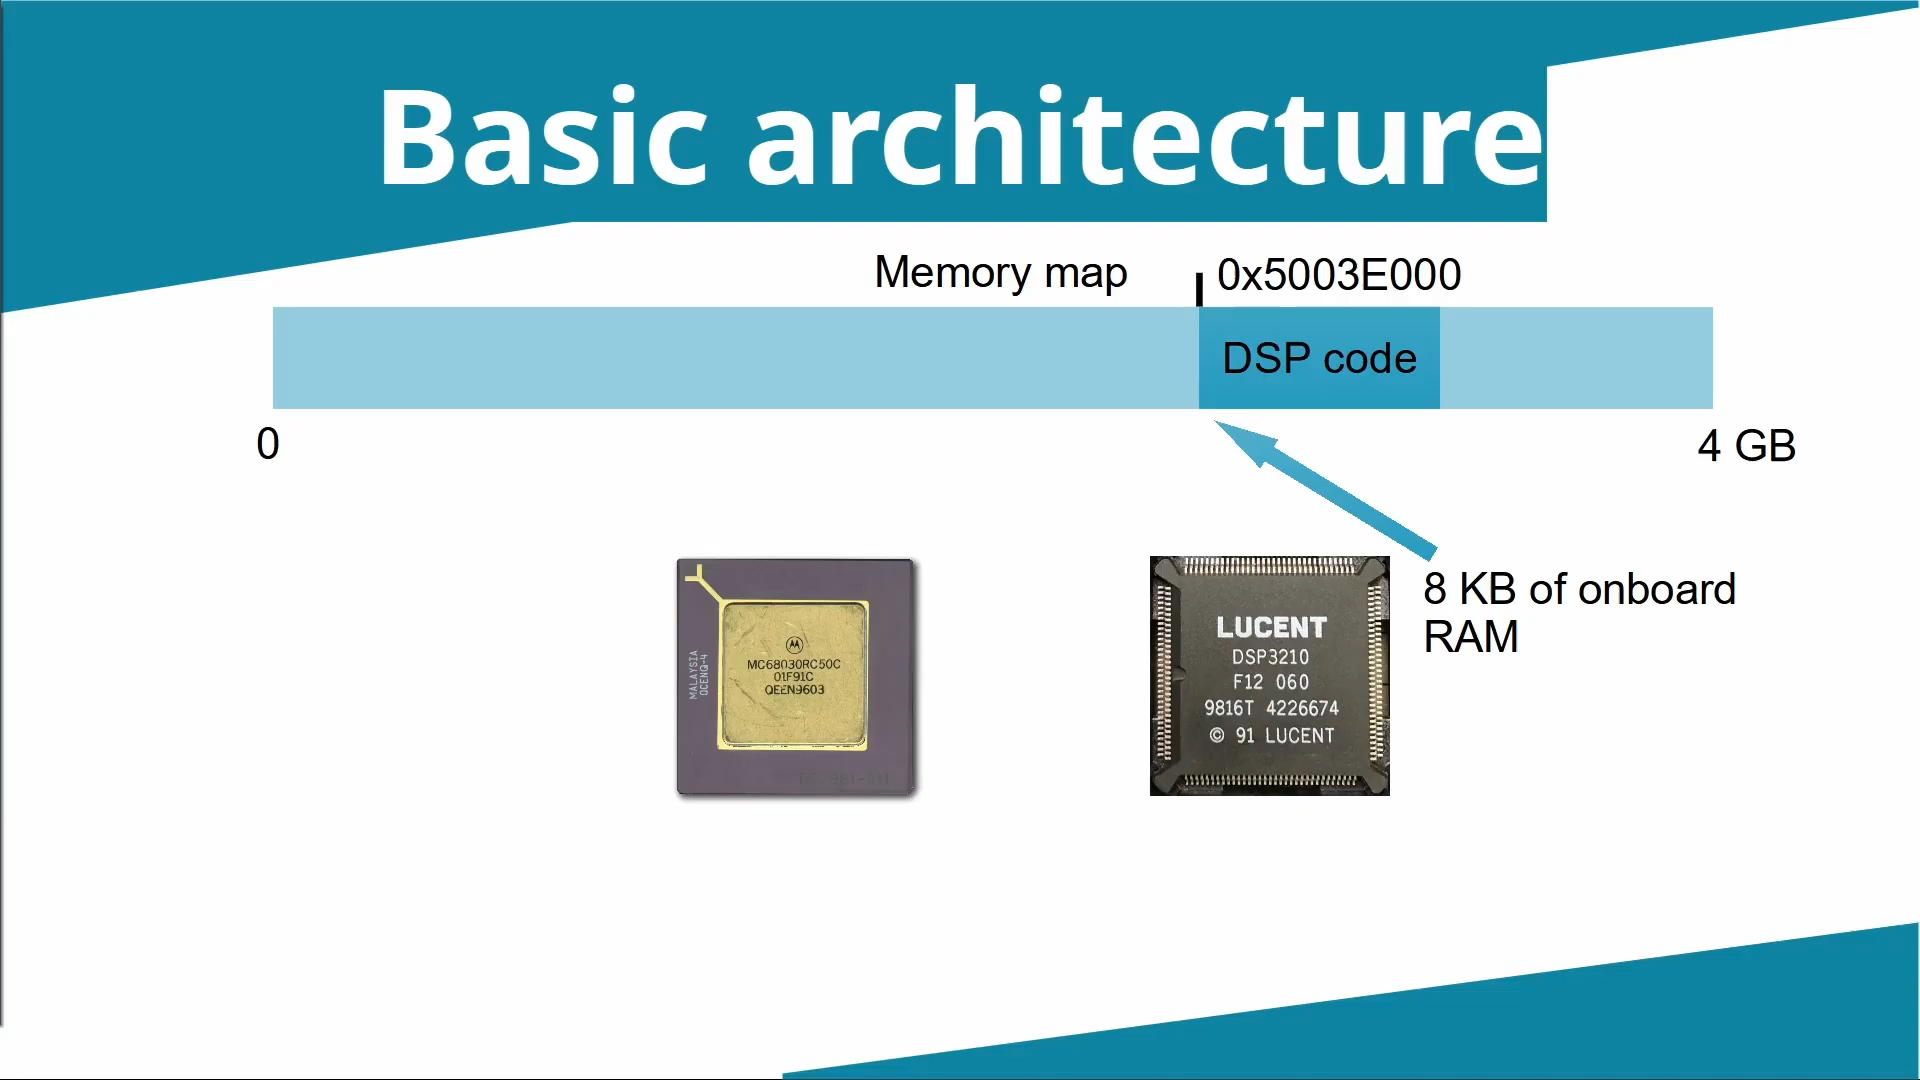 Basic architecture
Memory map
0x5003E000
DSP code
0
4 GB
8 KB of onboard
RAM
MALAYSIA
QCENQ-4
MC68030RC50C
01F91C
QEEN9603
LUCENT
DSP3210
F12 060
9816T 4226674
© 91 LUCENT